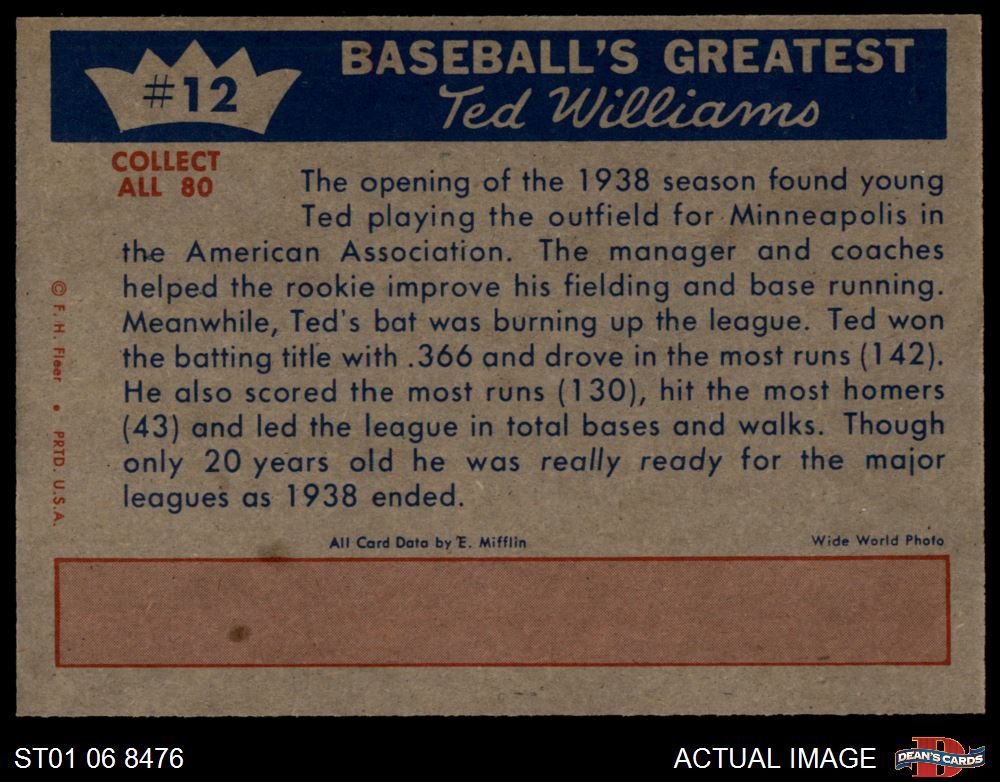 #12
BASEBALL'S GREATEST
Ted Williams
COLLECT
ALL 80
The opening of the 1938 season found young
Ted playing the outfield for Minneapolis in
the American Association. The manager and coaches
helped the rookie improve his fielding and base running.
Meanwhile, Ted's bat was burning up the league. Ted won
the batting title with .366 and drove in the most runs (142).
He also scored the most runs (130), hit the most homers
(43) and led the league in total bases and walks. Though
only 20 years old he was really ready for the major
leagues as 1938 ended.
© F. H. Fleer • PRTD. U.S.A.
All Card Data by E. Mifflin
Wide World Photo
ST01 06 8476
ACTUAL IMAGE
D
DEAN'S CARDS